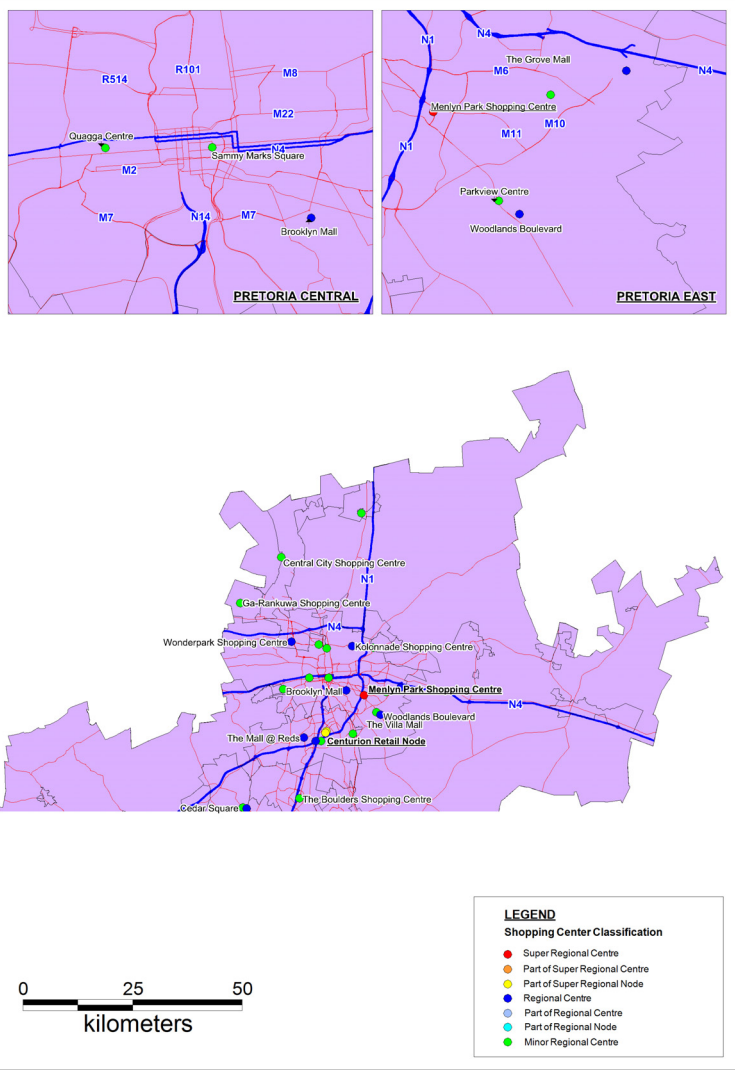 N1
N4
The Grove Mall
R101
M8
R514
M6
N4
Menlyn Park Shopping Centre
M22
M10
M11
Quagga Centre
N4
Sammy Marks Square
N1
M2
Parkview Centre
M7
N14
M7
Brooklyn Mall
Woodlands Boulevard
PRETORIA CENTRAL
PRETORIA EAST
Central City Shopping Centre
N1
Ga-Rankuwa Shopping Centre
N4
Wonderpark Shopping Centre
Kolonnade Shopping Centre
Brooklyn Mall
Menlyn Park Shopping Centre
N4
Woodlands Boulevard
The Villa Mall
The Mall @ Reds
Centurion Retail Node
The Boulders Shopping Centre
Cedar Square
LEGEND
Shopping Center Classification
Super Regional Centre
Part of Super Regional Centre
Part of Super Regional Node
Regional Centre
Part of Regional Centre
Part of Regional Node
Minor Regional Centre
0 25 50
kilometers